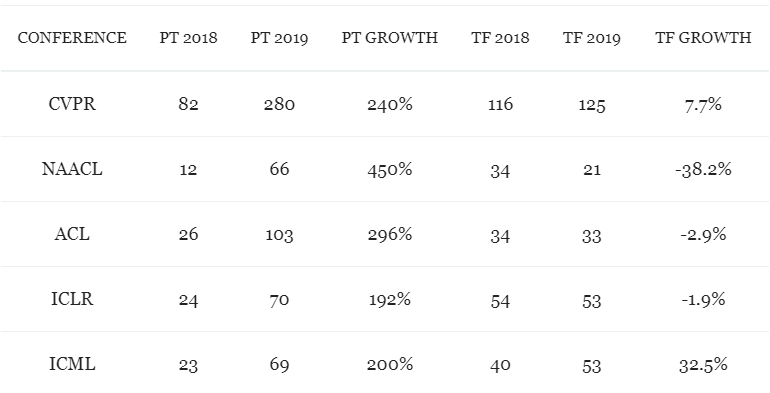 CONFERENCE PT 2018 PT 2019 PT GROWTH TF 2018 TF 2019 TF GROWTH
CVPR 82 280 240% 116 125 7.7%
NAACL 12 66 450% 34 21 -38.2%
ACL 26 103 296% 34 33 -2.9%
ICLR 24 70 192% 54 53 -1.9%
ICML 23 69 200% 40 53 32.5%